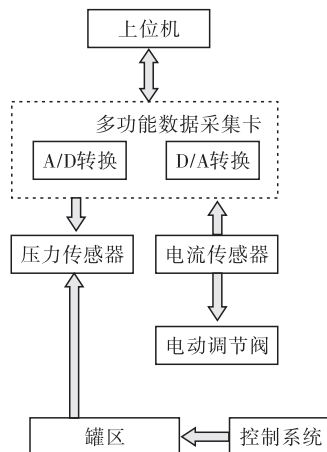 上位机
多功能数据采集卡
A/D转换
D/A转换
压力传感器
电流传感器
电动调节阀
罐区
控制系统